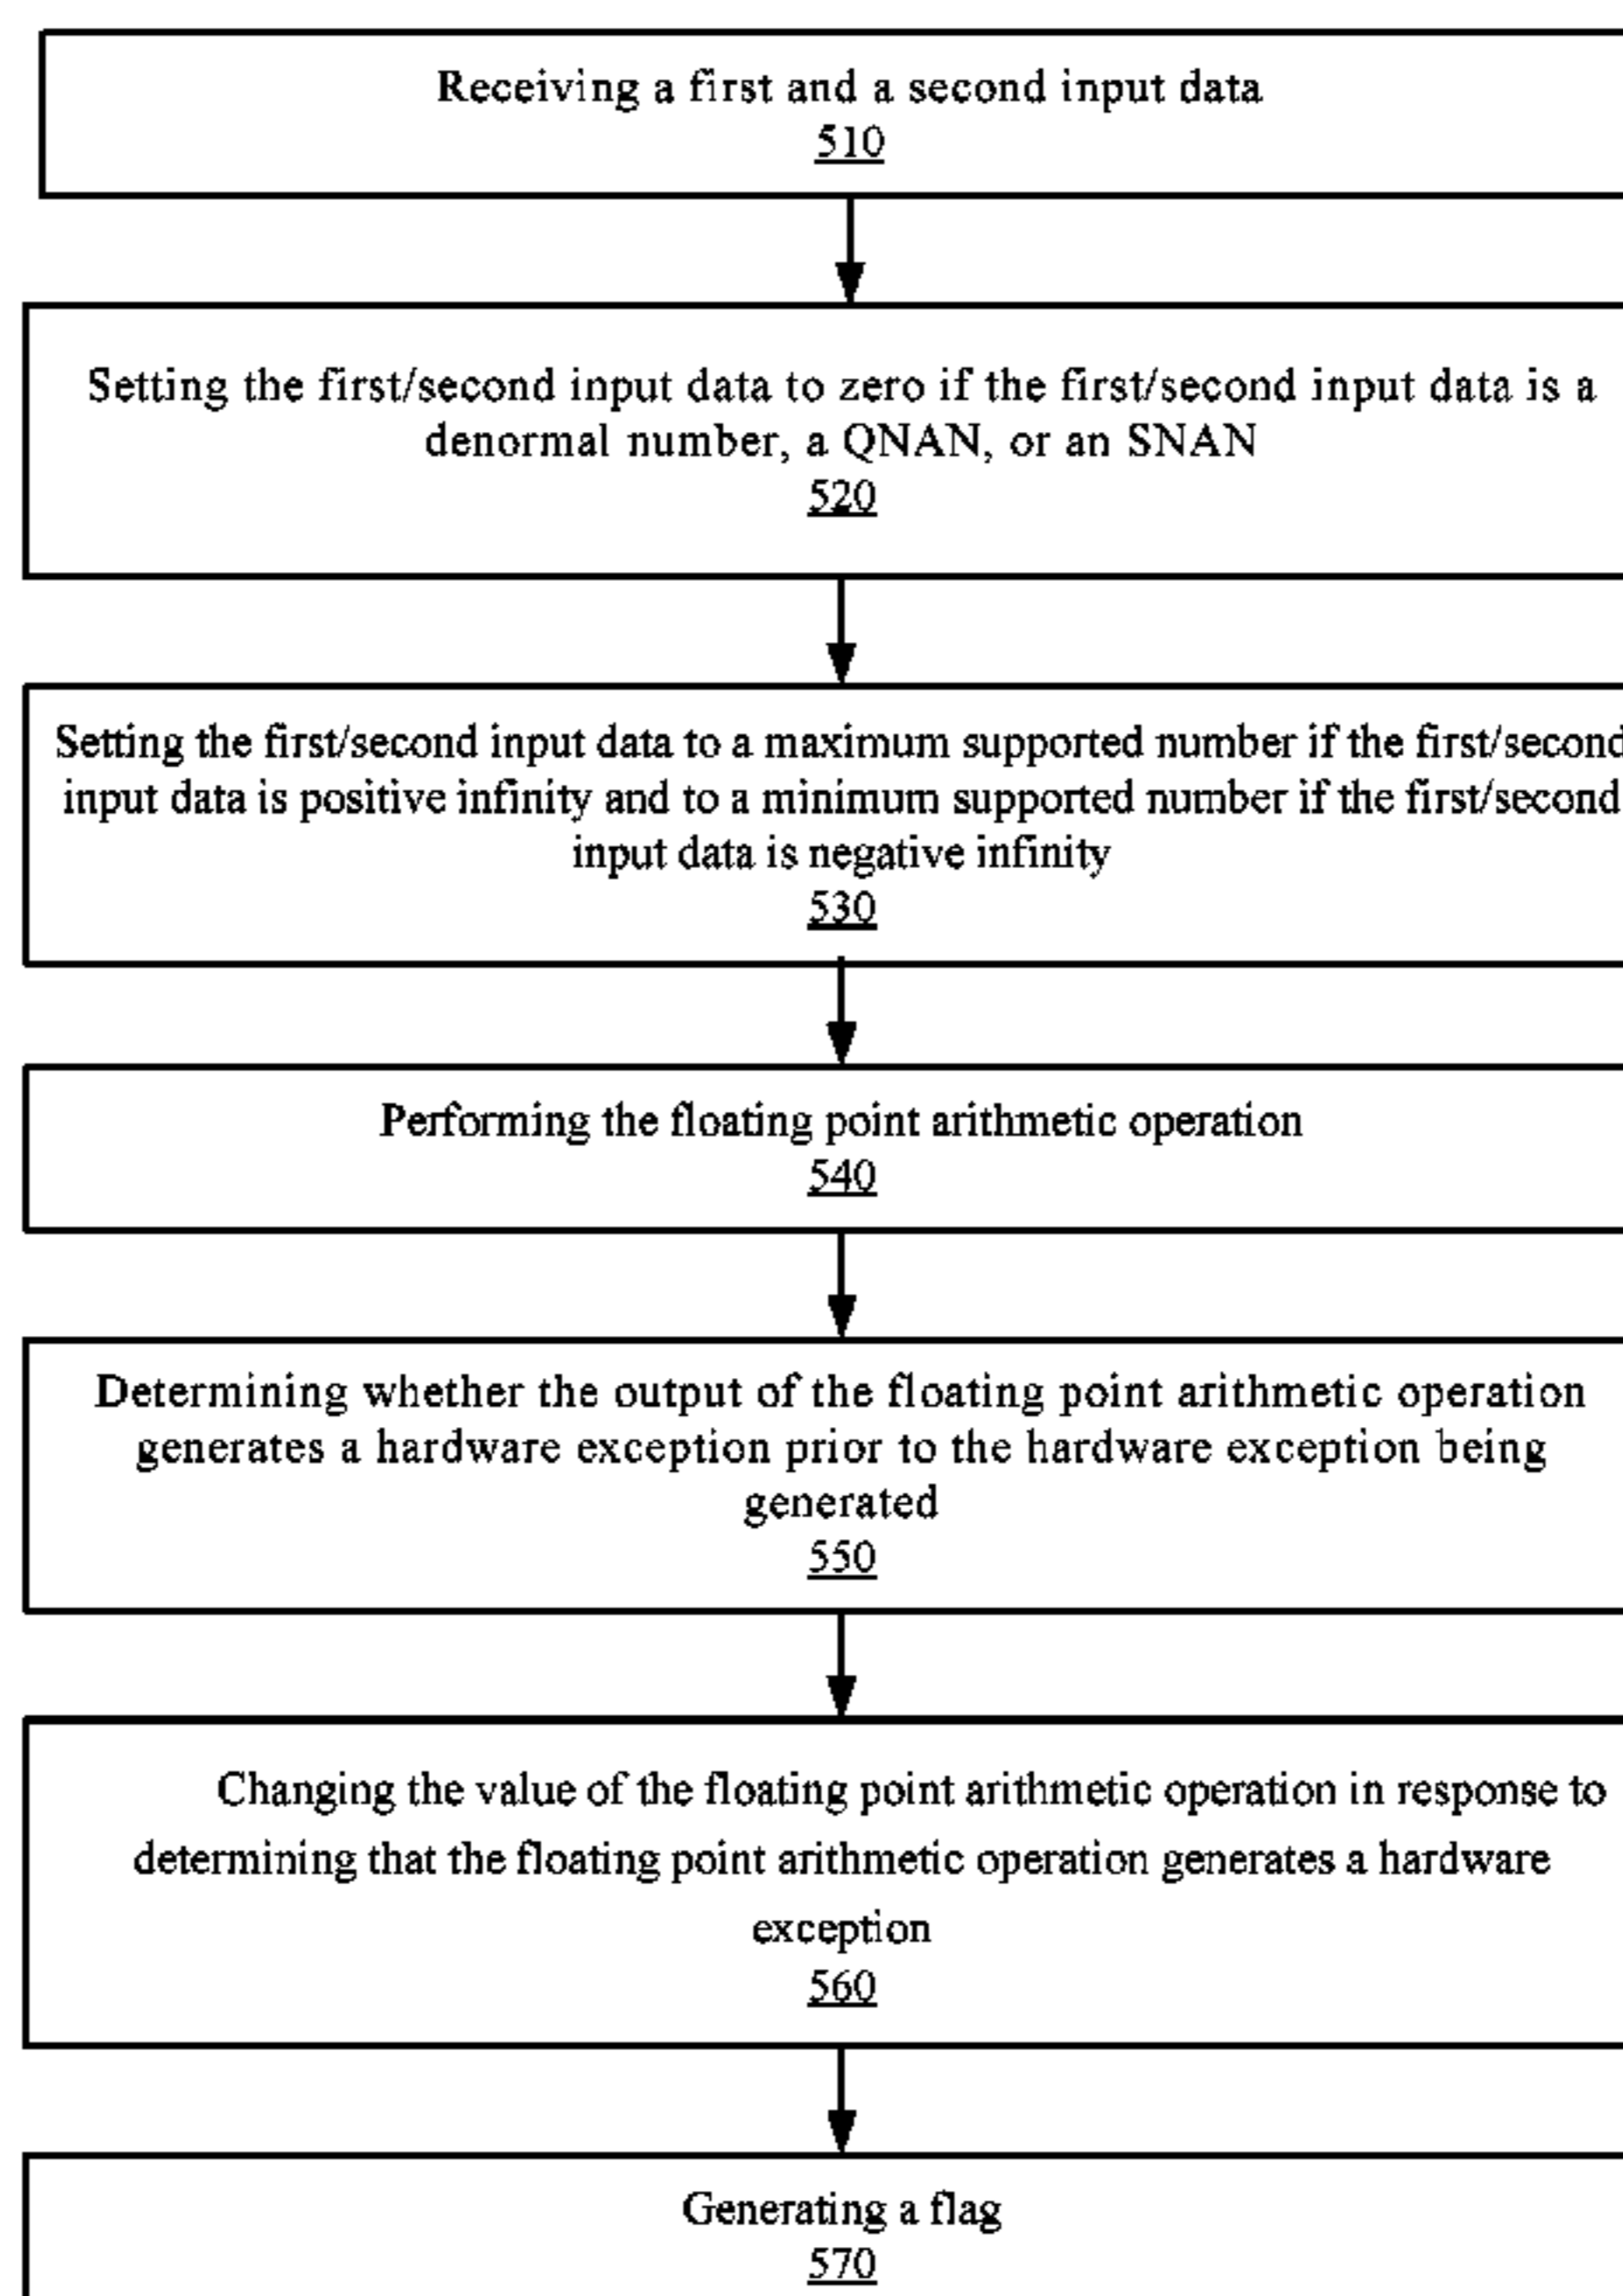 Receiving a first and a second input data
510
Setting the first/second input data to zero if the first/second input data is a
denormal number, a QNAN, or an SNAN
520
Setting the first/second input data to a maximum supported number if the first/second
input data is positive infinity and to a minimum supported number if the first/second
input data is negative infinity
530
Performing the floating point arithmetic operation
540
Determining whether the output of the floating point arithmetic operation
generates a hardware exception prior to the hardware exception being
generated
550
Changing the value of the floating point arithmetic operation in response to
determining that the floating point arithmetic operation generates a hardware
exception
560
Generating a flag
570